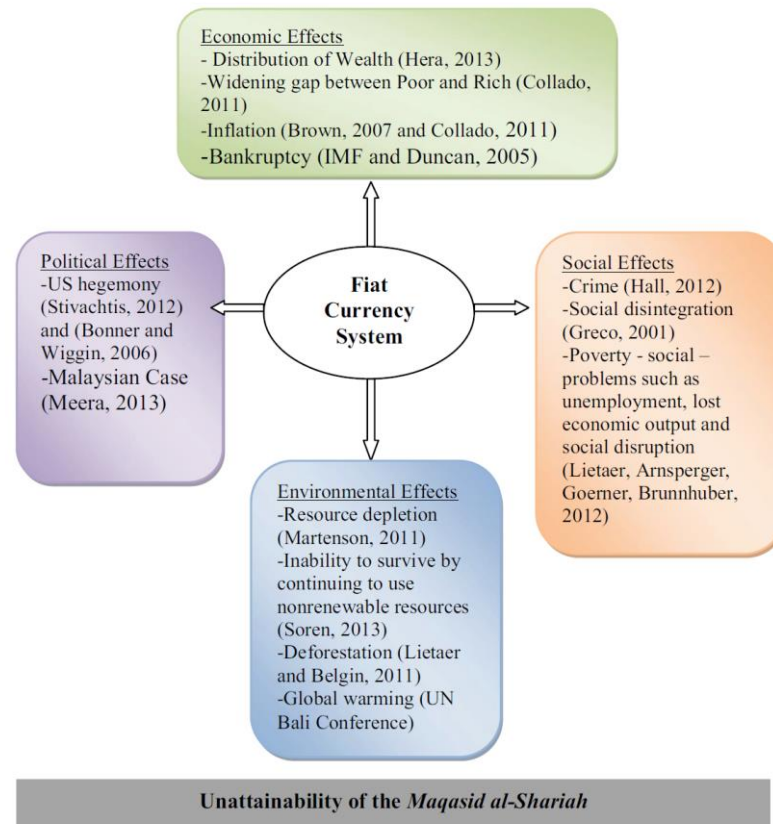 Economic Effects
- Distribution of Wealth (Hera, 2013)
-Widening gap between Poor and Rich (Collado,
2011)
-Inflation (Brown, 2007 and Collado, 2011)
-Bankruptcy (IMF and Duncan, 2005)
Political Effects
-US hegemony
(Stivachtis, 2012)
and (Bonner and
Wiggin, 2006)
-Malaysian Case
(Meera, 2013)
Fiat
Currency
System
Social Effects
-Crime (Hall, 2012)
-Social disintegration
(Greco, 2001)
-Poverty - social –
problems such as
unemployment, lost
economic output and
social disruption
(Lietaer, Arnsperger,
Goerner, Brunnhuber,
2012)
Environmental Effects
-Resource depletion
(Martenson, 2011)
-Inability to survive by
continuing to use
nonrenewable resources
(Soren, 2013)
-Deforestation (Lietaer
and Belgin, 2011)
-Global warming (UN
Bali Conference)
Unattainability of the Maqasid al-Shariah